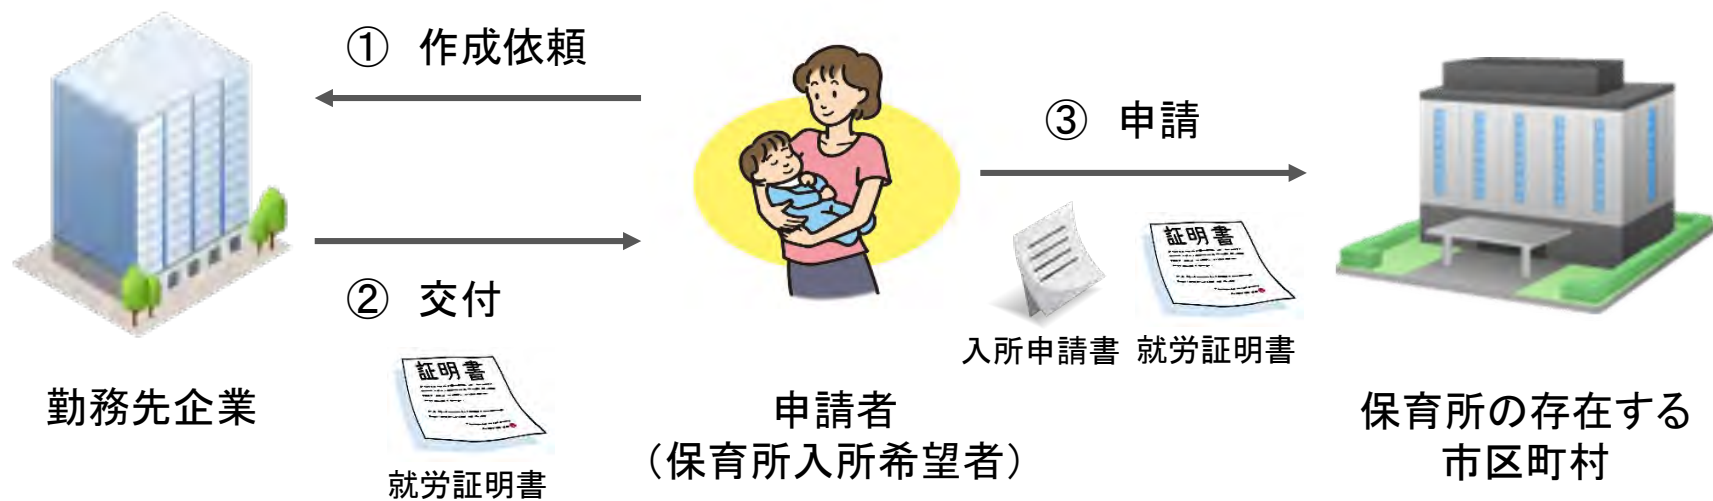 ① 作成依頼
② 交付
証明書
就労証明書
勤務先企業
申請者
（保育所入所希望者）
③ 申請
証明書
入所申請書 就労証明書
保育所の存在する
市区町村